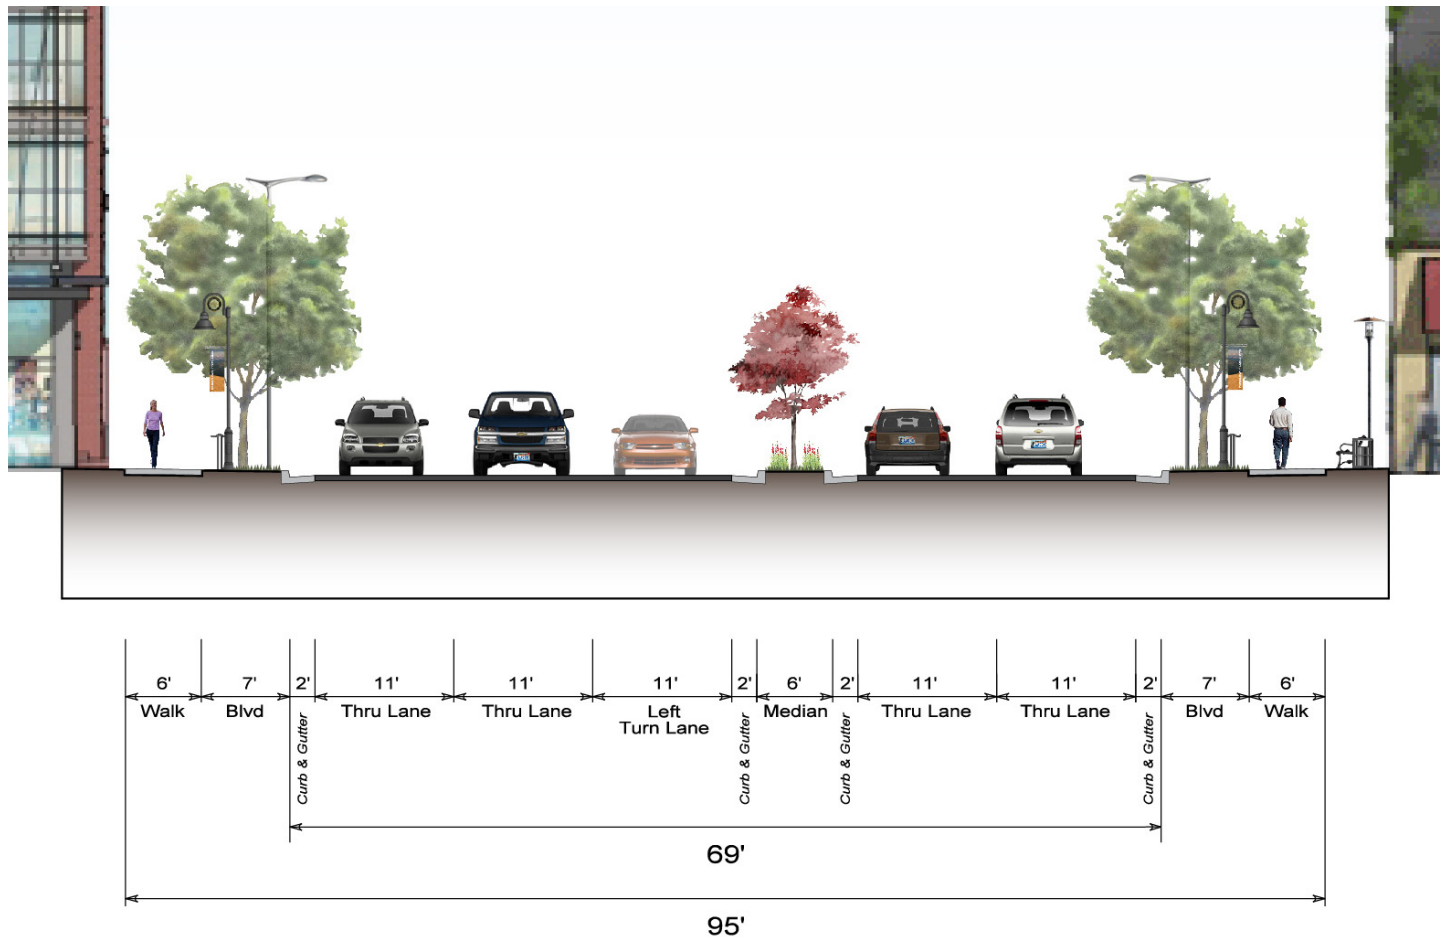 6' 7' 2' 11' 11' 11' 2' 6' 2' 11' 11' 2' 7' 6'
Walk Blvd Thru Lane Thru Lane Left Median Thru Lane Thru Lane Blvd Walk
Turn Lane
Curb & Gutter Curb & Gutter Curb & Gutter Curb & Gutter
69'
95'